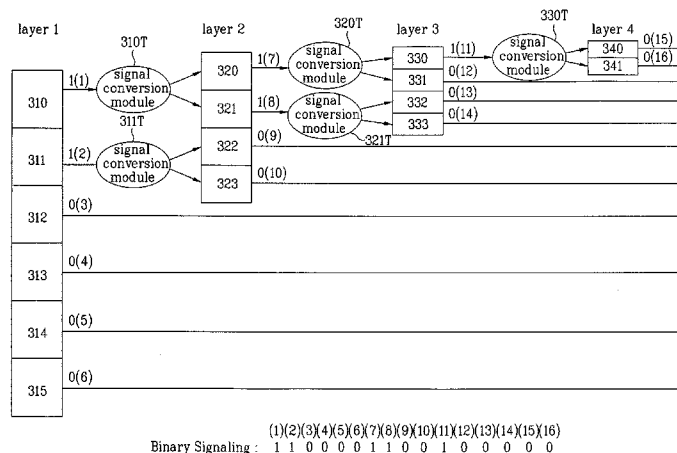 layer 1
310T
layer 2
320T
layer 3
330T
layer 4
310
1(1)
signal
conversion
module
320
1(7)
signal
conversion
module
330
1(11)
signal
conversion
module
340
0(15)
341
0(16)
331
0(12)
321
1(8)
signal
conversion
module
321T
332
0(13)
333
0(14)
311
1(2)
311T
signal
conversion
module
322
0(9)
323
0(10)
312
0(3)
313
0(4)
314
0(5)
315
0(6)
(1)(2)(3)(4)(5)(6)(7)(8)(9)(10)(11)(12)(13)(14)(15)(16)
Binary Signaling : 1 1 0 0 0 0 1 1 0 0 1 0 0 0 0 0